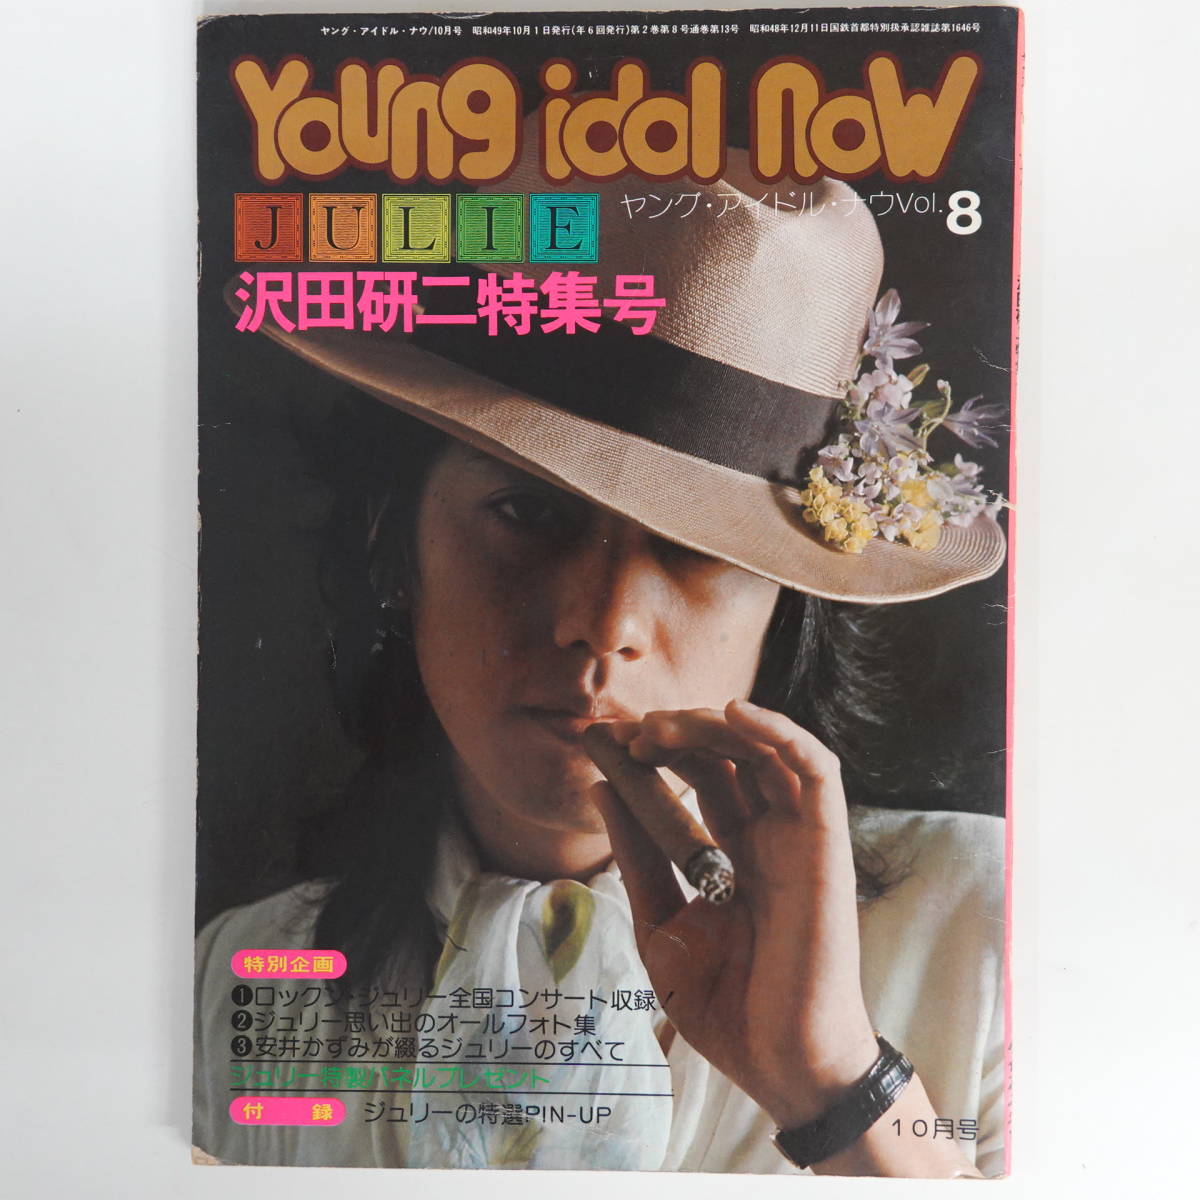 ヤング・アイドル・ナウ/10月号 昭和49年10月1日発行(年6回発行)第2巻第8号通巻第13号 昭和48年12月11日国鉄首都特別扱承認雑誌第1646号
Young idol now
JULIE
ヤング・アイドル・ナウVol.8
沢田研二特集号
特別企画
❶ロックン・ジュリー全国コンサート収録!
❷ジュリー思い出のオールフォト集
❸安井かずみが綴るジュリーのすべて
ジュリー特製パネルプレゼント
付録 ジュリーの特選PIN-UP
10月号